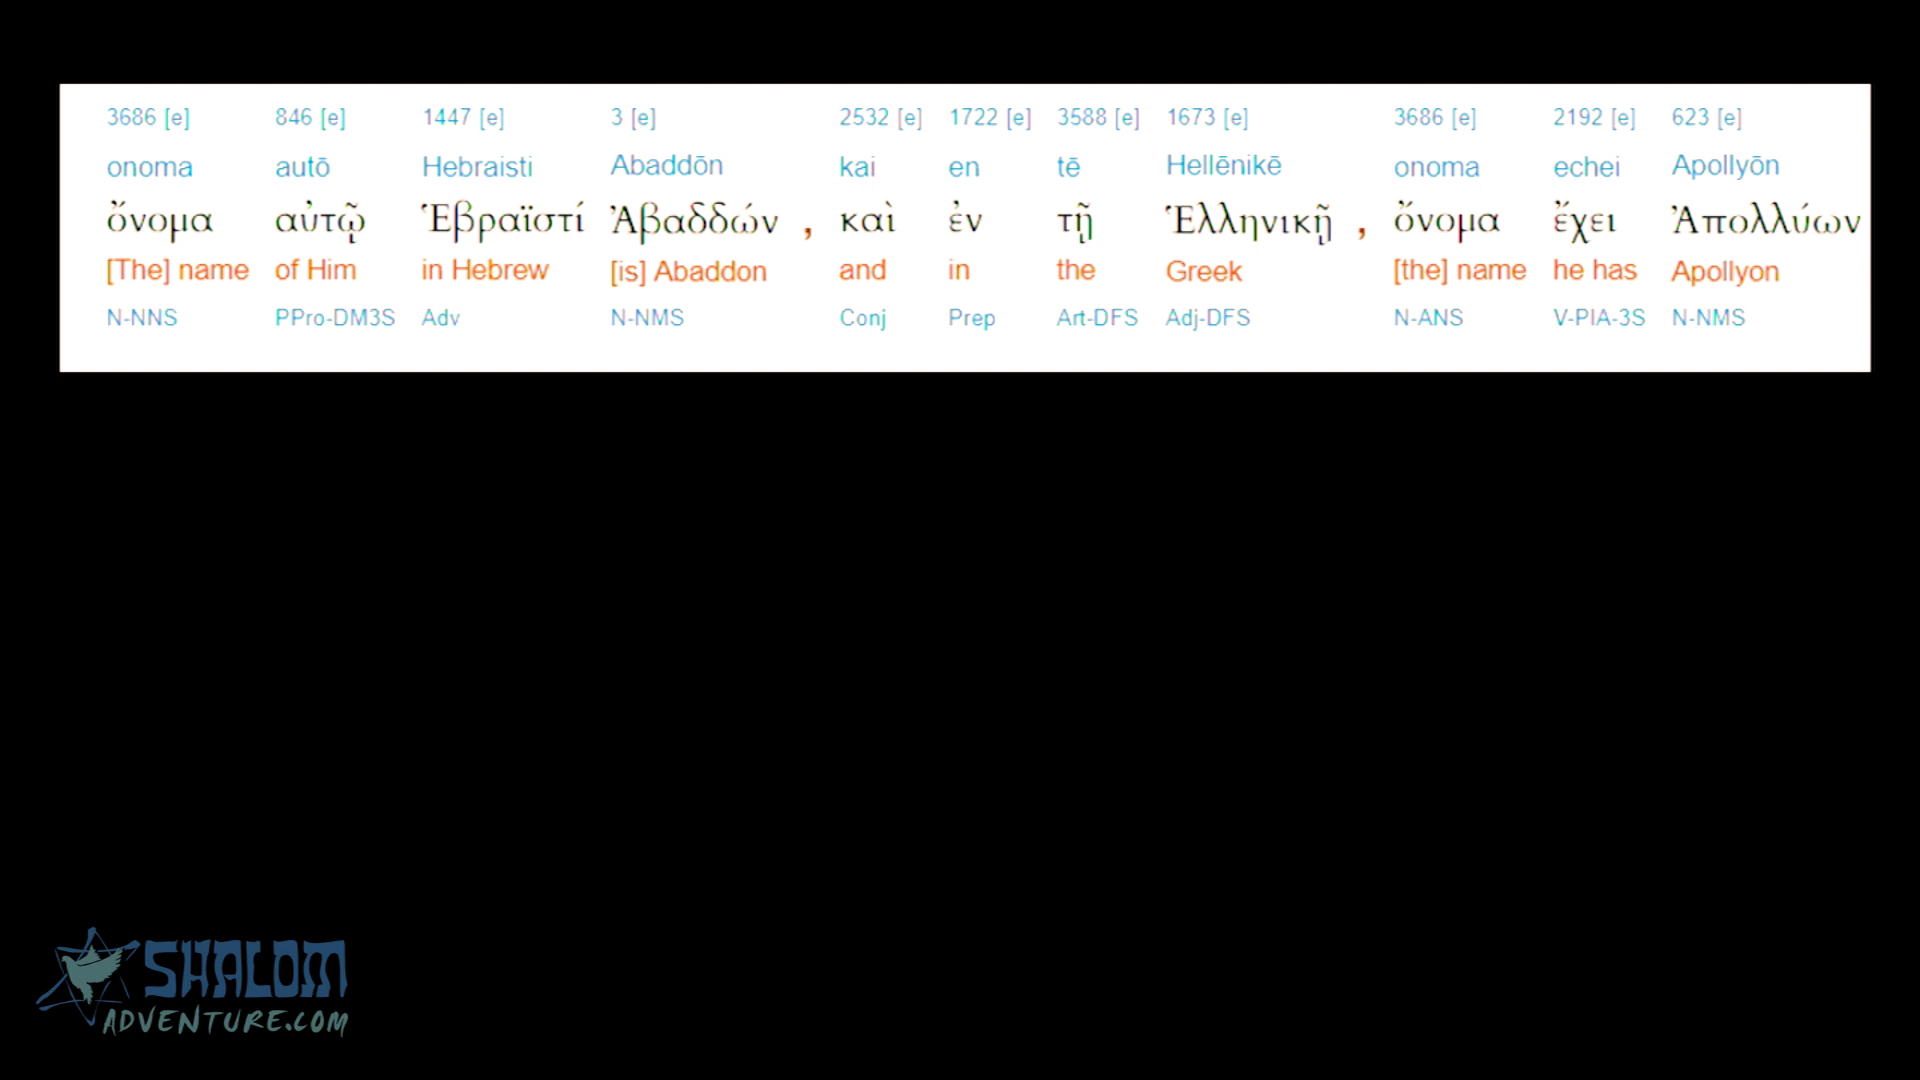 3686 [e] 846 [e] 1447 [e] 3 [e] 2532 [e] 1722 [e] 3588 [e] 1673 [e] 3686 [e] 2192 [e] 623 [e]
onoma autō Hebraisti Abaddōn kai en tē Hellēnikē onoma echei Apollyōn
ὄνομα αὐτῷ Ἑβραϊστί Ἀβαδδών , καὶ ἐν τῇ Ἑλληνικῇ , ὄνομα ἔχει Ἀπολλύων
[The] name of Him in Hebrew [is] Abaddon and in the Greek [the] name he has Apollyon
N-NNS PPro-DM3S Adv N-NMS Conj Prep Art-DFS Adj-DFS N-ANS V-PIA-3S N-NMS
SHALOM
ADVENTURE.COM